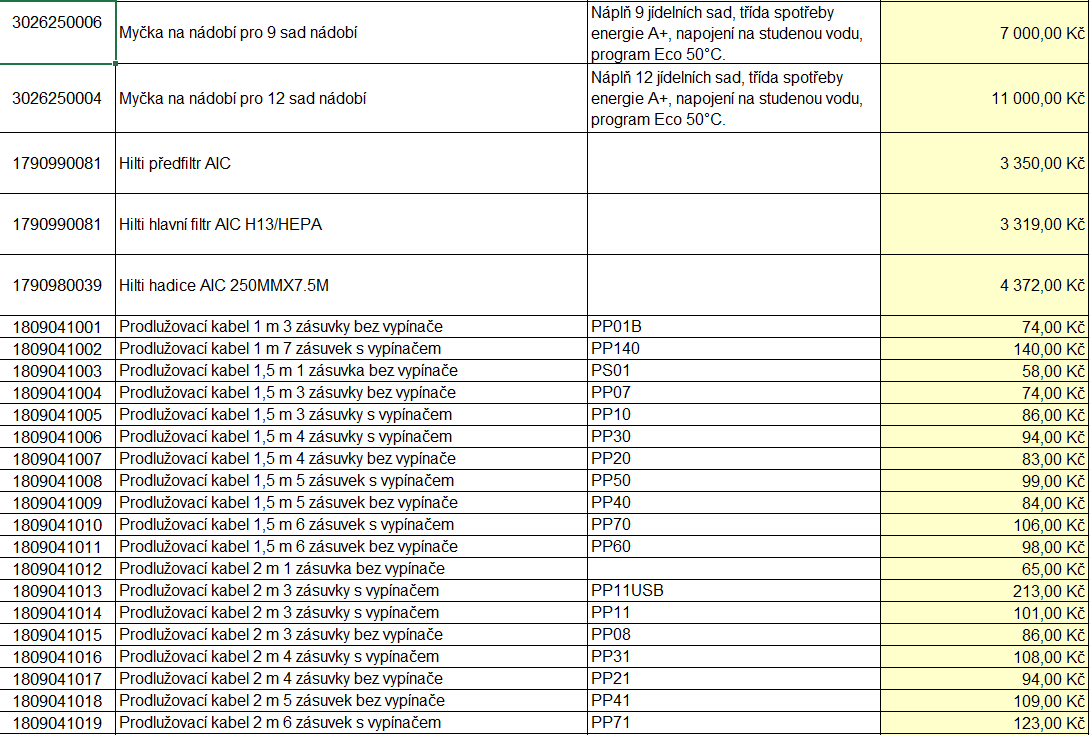 3026250006 Myčka na nádobí pro 9 sad nádobí Náplň 9 jídelních sad, třída spotřeby
energie A+, napojení na studenou vodu, 7 000,00 Kč
program Eco 50°C.
Náplň 12 jídelních sad, třída spotřeby
3026250004 Myčka na nádobí pro 12 sad nádobí energie A+, napojení na studenou vodu, 11 000,00 Kč
program Eco 50°C.
1790990081 Hilti předfiltr AIC 3 350,00 Kč
1790990081 Hilti hlavní filtr AIC H13/HEPA 3 319,00 Kč
1790980039 Hilti hadice AIC 250MMX7.5M 4 372,00 Kč
1809041001 Prodlužovací kabel 1 m 3 zásuvky bez vypínače PP01B 74,00 Kč
1809041002 Prodlužovací kabel 1 m 7 zásuvek s vypínačem PP140 140,00 Kč
1809041003 Prodlužovací kabel 1,5 m 1 zásuvka bez vypínače PS01 58,00 Kč
1809041004 Prodlužovací kabel 1,5 m 3 zásuvky bez vypínače PP07 74,00 Kč
1809041005 Prodlužovací kabel 1,5 m 3 zásuvky s vypínačem PP10 86,00 Kč
1809041006 Prodlužovací kabel 1,5 m 4 zásuvky s vypínačem PP30 94,00 Kč
1809041007 Prodlužovací kabel 1,5 m 4 zásuvky bez vypínače PP20 83,00 Kč
1809041008 Prodlužovací kabel 1,5 m 5 zásuvek s vypínačem PP50 99,00 Kč
1809041009 Prodlužovací kabel 1,5 m 5 zásuvek bez vypínače PP40 84,00 Kč
1809041010 Prodlužovací kabel 1,5 m 6 zásuvek s vypínačem PP70 106,00 Kč
1809041011 Prodlužovací kabel 1,5 m 6 zásuvek bez vypínače PP60 98,00 Kč
1809041012 Prodlužovací kabel 2 m 1 zásuvka bez vypínače 65,00 Kč
1809041013 Prodlužovací kabel 2 m 3 zásuvky s vypínačem PP11USB 213,00 Kč
1809041014 Prodlužovací kabel 2 m 3 zásuvky s vypínačem PP11 101,00 Kč
1809041015 Prodlužovací kabel 2 m 3 zásuvky bez vypínače PP08 86,00 Kč
1809041016 Prodlužovací kabel 2 m 4 zásuvky s vypínačem PP31 108,00 Kč
1809041017 Prodlužovací kabel 2 m 4 zásuvky bez vypínače PP21 94,00 Kč
1809041018 Prodlužovací kabel 2 m 5 zásuvek bez vypínače PP41 109,00 Kč
1809041019 Prodlužovací kabel 2 m 6 zásuvek s vypínačem PP71 123,00 Kč